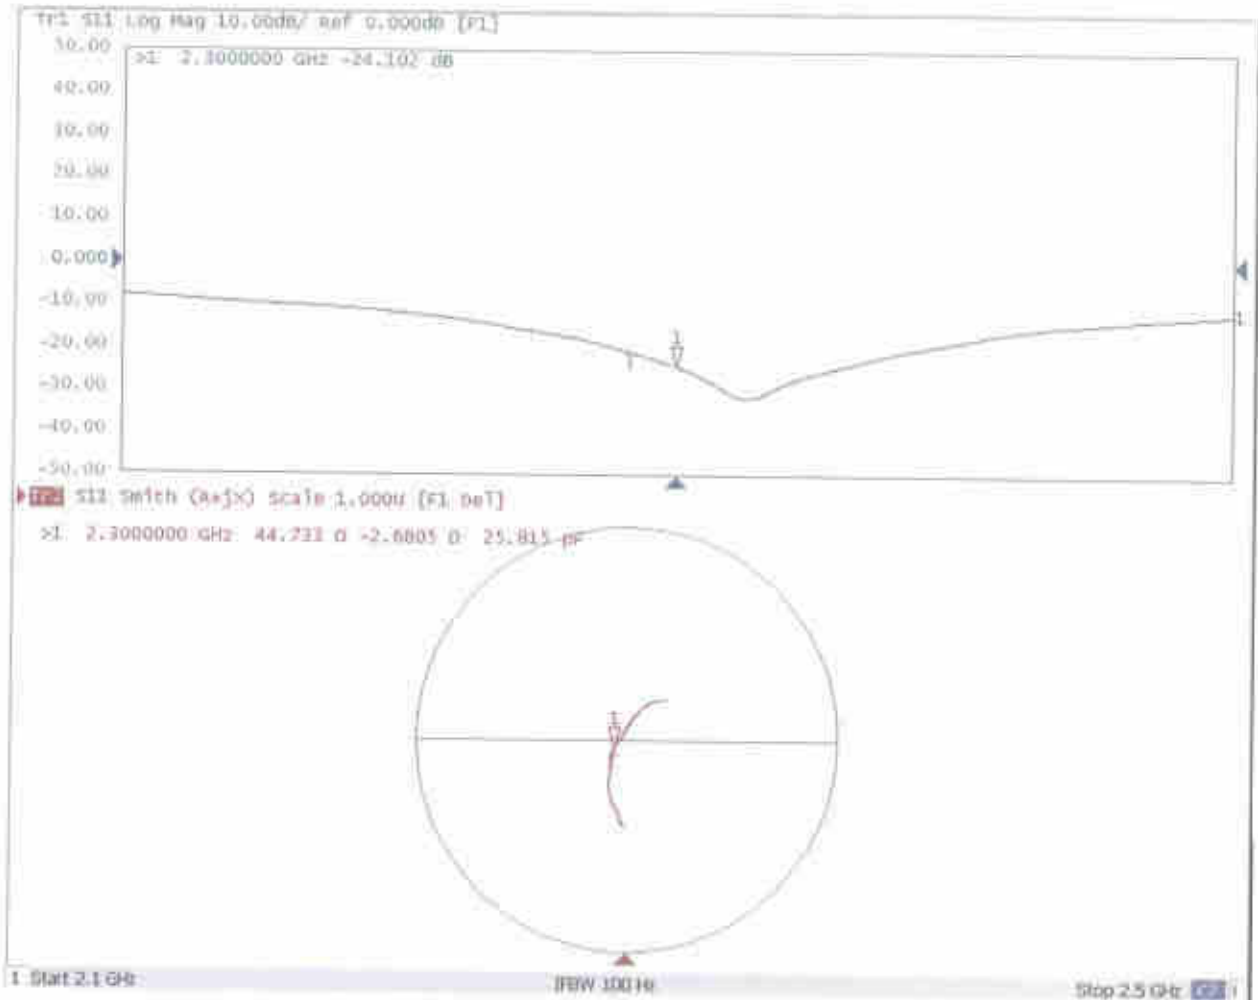 Tr1 S11 Log Mag 10.00dB/ Ref 0.000dB [F1]
50.00
>1 2.3000000 GHz -24.102 dB
40.00
30.00
20.00
10.00
0.000
-10.00
-20.00
-30.00
-40.00
-50.00
1
1
S11 Smith (R+jX) Scale 1.000U [F1 Del]
>1 2.3000000 GHz 44.733 Ω -2.6805 Ω 25.815 pF
1
1 Start 2.1 GHz
IFBW 100 Hz
Stop 2.5 GHz